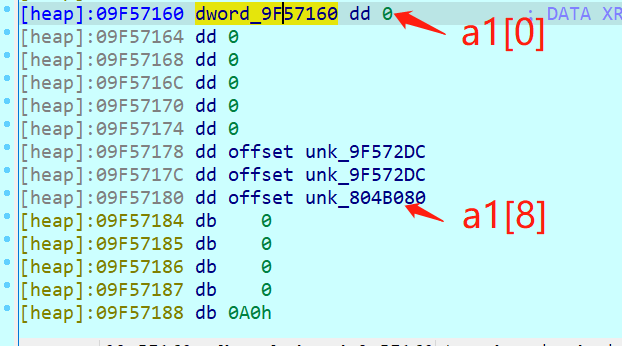 [heap]:09F57160 dword_9F57160 dd 0 ; DATA XR
a1[0]
[heap]:09F57164 dd 0
[heap]:09F57168 dd 0
[heap]:09F5716C dd 0
[heap]:09F57170 dd 0
[heap]:09F57174 dd 0
[heap]:09F57178 dd offset unk_9F572DC
[heap]:09F5717C dd offset unk_9F572DC
[heap]:09F57180 dd offset unk_804B080
a1[8]
[heap]:09F57184 db 0
[heap]:09F57185 db 0
[heap]:09F57186 db 0
[heap]:09F57187 db 0
[heap]:09F57188 db 0A0h